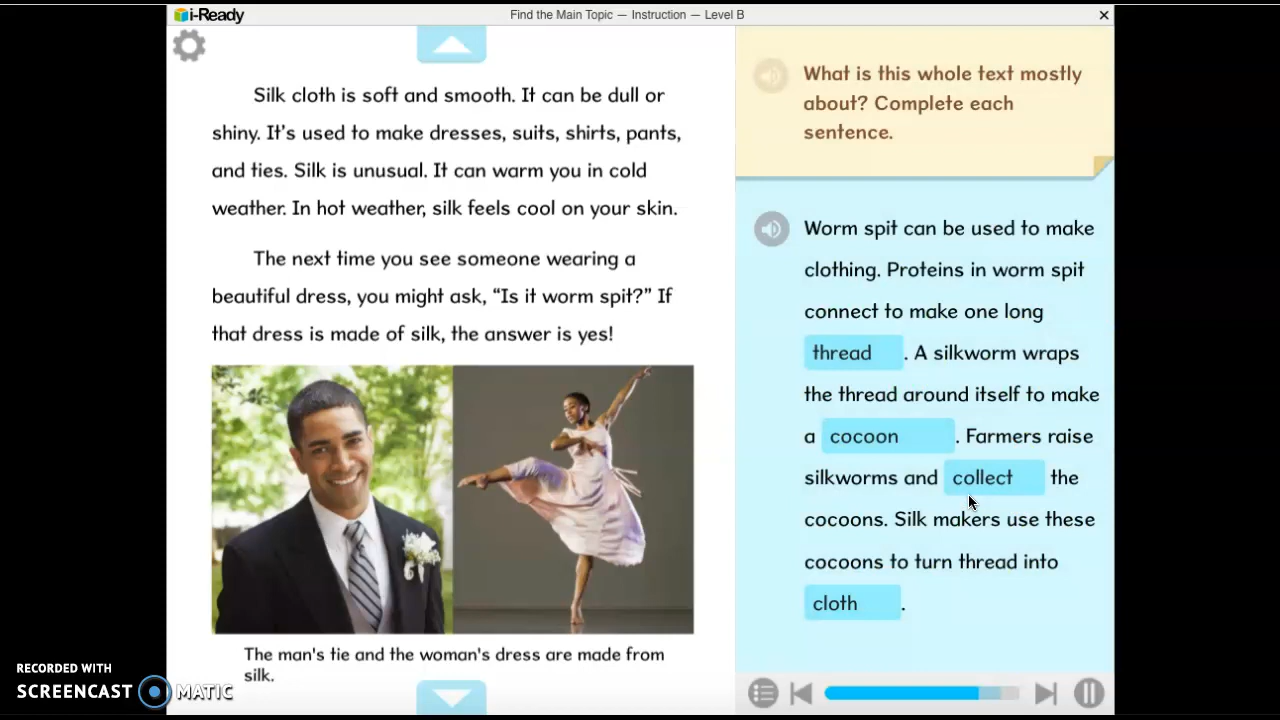 i-Ready
Find the Main Topic — Instruction — Level B
Silk cloth is soft and smooth. It can be dull or
shiny. It's used to make dresses, suits, shirts, pants,
and ties. Silk is unusual. It can warm you in cold
weather. In hot weather, silk feels cool on your skin.
The next time you see someone wearing a
beautiful dress, you might ask, “Is it worm spit?” If
that dress is made of silk, the answer is yes!
The man's tie and the woman's dress are made from
silk.
What is this whole text mostly
about? Complete each
sentence.
Worm spit can be used to make
clothing. Proteins in worm spit
connect to make one long
thread . A silkworm wraps
the thread around itself to make
a cocoon . Farmers raise
silkworms and collect the
cocoons. Silk makers use these
cocoons to turn thread into
cloth .
RECORDED WITH
SCREENCAST MATIC